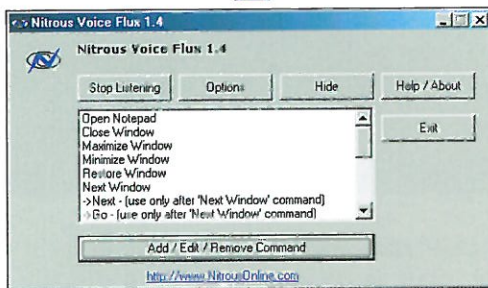 Nitrous Voice Flux 1.4
Nitrous Voice Flux 1.4
Stop Listening Options Hide Help / About
Exit
Open Notepad
Close Window
Maximize Window
Minimize Window
Restore Window
Next Window
->Next - (use only after 'Next Window' command)
->Go - (use only after 'Next Window' command)
Add / Edit / Remove Command
http://www.NitrousOnline.com